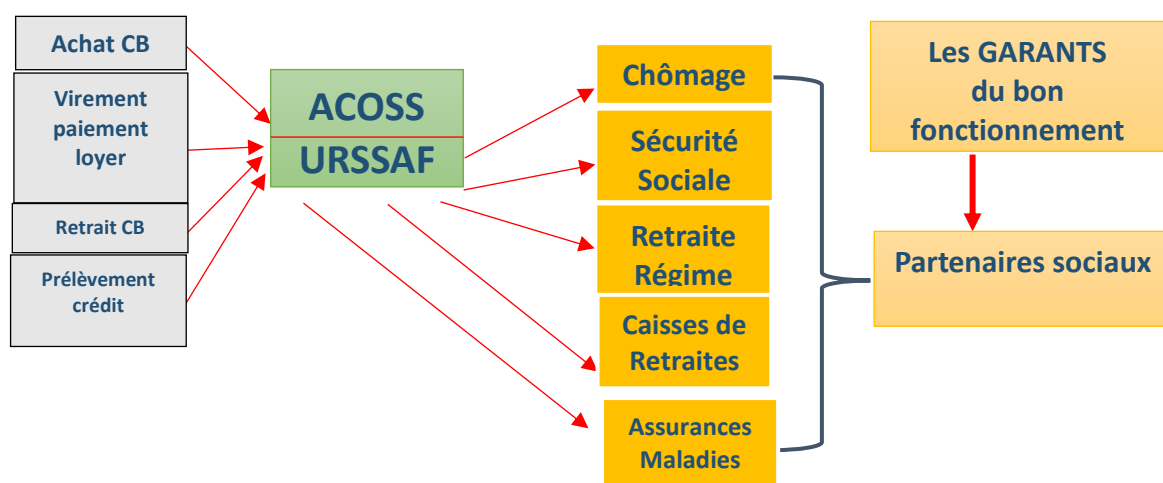 Achat CB
Virement
paiement
loyer
Retrait CB
Prélèvement
crédit
ACOSS
URSSAF
Chômage
Sécurité
Sociale
Retraite
Régime
Caisses de
Retraites
Assurances
Maladies
Les GARANTS
du bon
fonctionnement
Partenaires sociaux